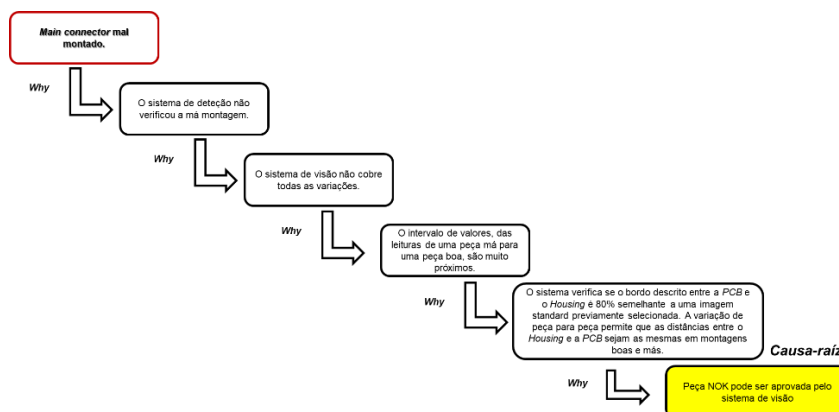 Main connector mal
montado.
Why
O sistema de deteção não
verificou a má montagem.
Why
O sistema de visão não cobre
todas as variações.
Why
O intervalo de valores, das
leituras de uma peça má para
uma peça boa, são muito
próximos.
Why
O sistema verifica se o bordo descrito entre a PCB e
o Housing é 80% semelhante a uma imagem
standard previamente selecionada. A variação de
peça para peça permite que as distâncias entre o
Housing e a PCB sejam as mesmas em montagens
boas e más.
Causa-raíz
Why
Peça NOK pode ser aprovada pelo
sistema de visão